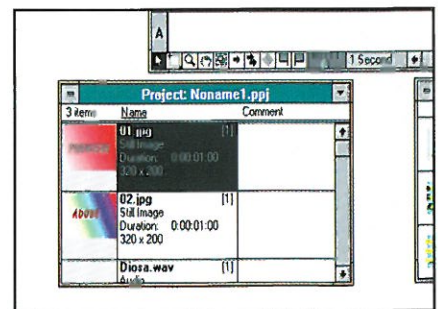 A
1 Second
Project: Noname1.ppj
3 items Name Comment
01.jpg [1]
Still Image
Duration: 0:00:01:00
320 x 200
ADOBE
02.jpg [1]
Still Image
Duration: 0:00:01:00
320 x 200
Diosa.wav [1]
Audio